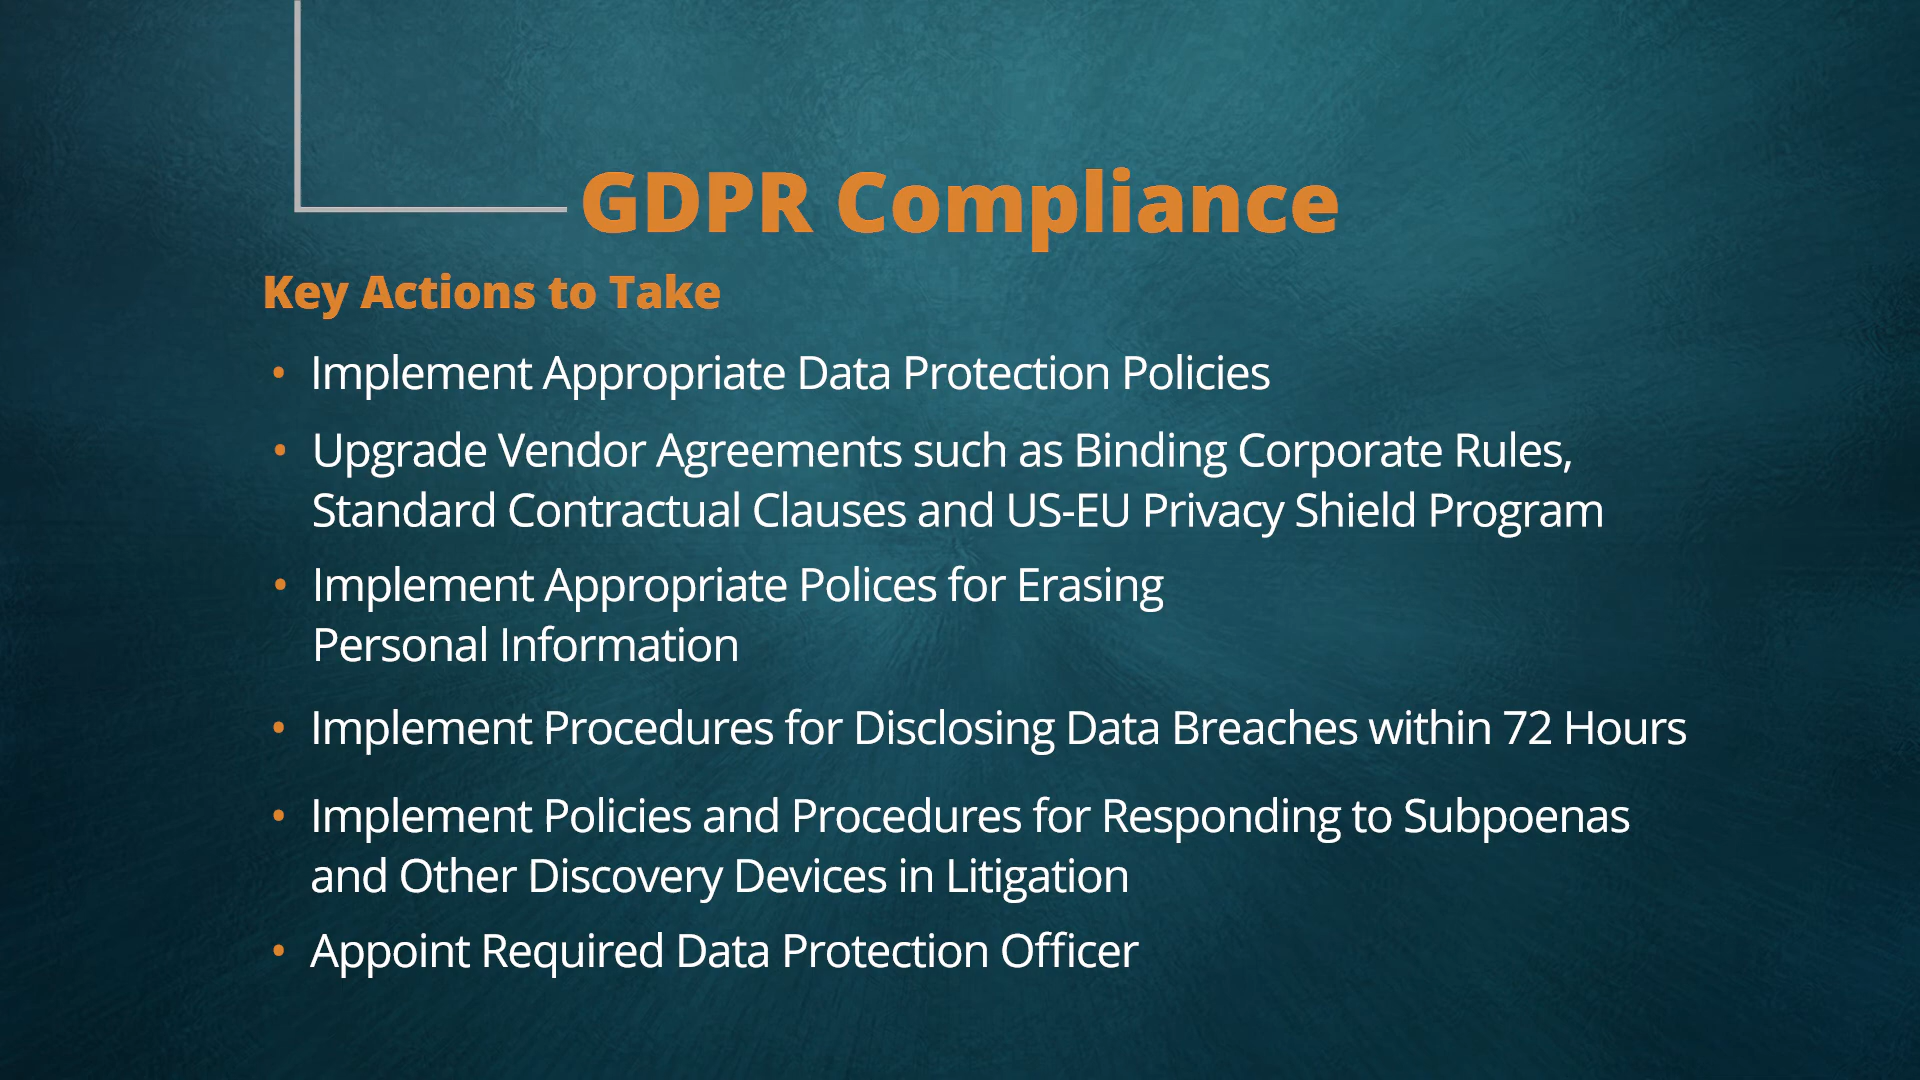 GDPR Compliance
Key Actions to Take
• Implement Appropriate Data Protection Policies
• Upgrade Vendor Agreements such as Binding Corporate Rules,
Standard Contractual Clauses and US-EU Privacy Shield Program
• Implement Appropriate Polices for Erasing
Personal Information
• Implement Procedures for Disclosing Data Breaches within 72 Hours
• Implement Policies and Procedures for Responding to Subpoenas
and Other Discovery Devices in Litigation
• Appoint Required Data Protection Officer